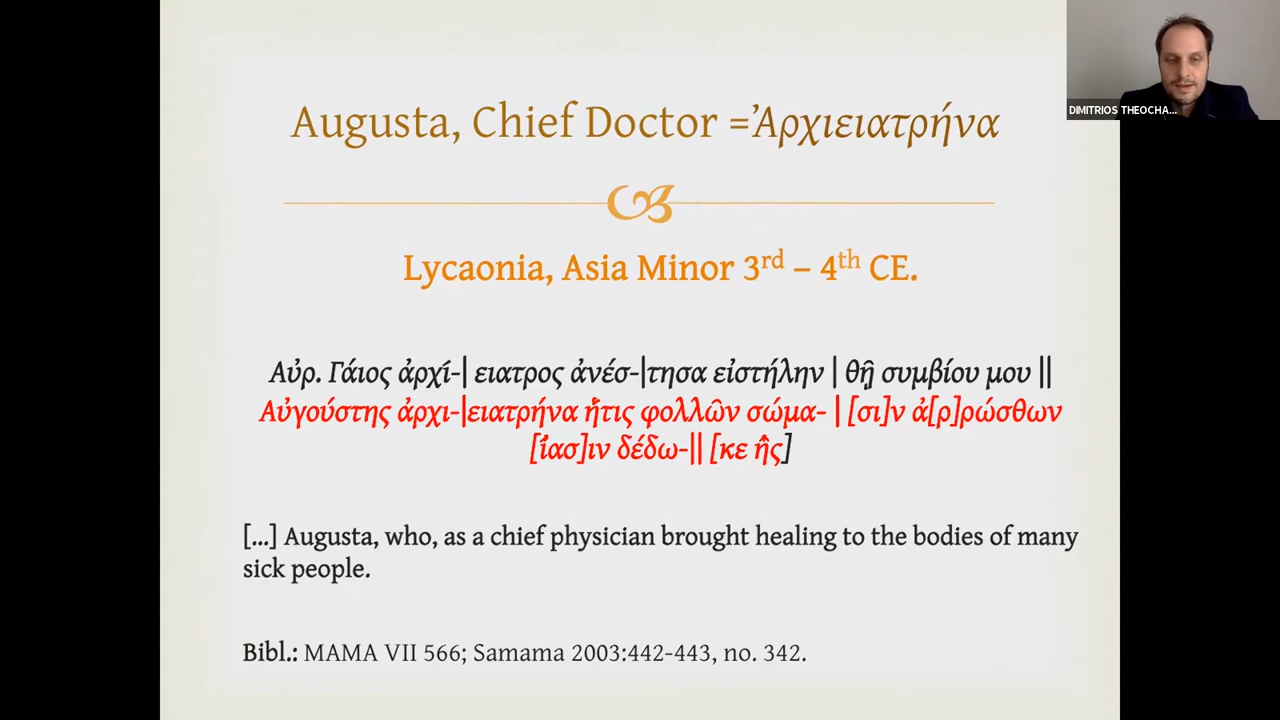 DIMITRIOS THEOCHA...
Augusta, Chief Doctor =Ἀρχιειατρήνα
Lycaonia, Asia Minor 3rd – 4th CE.
Αὐρ. Γάιος ἀρχί-| ειατρος ἀνέσ-|τησα εἰστήλην | θῇ συμβίου μου ||
Αὐγούστης ἀρχι-|ειατρήνα ἥτις φολλῶν σώμα- | [σι]ν ἀ[ρ]ρώσθων
[ἴασ]ιν δέδω-|| [κε ἧς]
[...] Augusta, who, as a chief physician brought healing to the bodies of many
sick people.
Bibl.: MAMA VII 566; Samama 2003:442-443, no. 342.